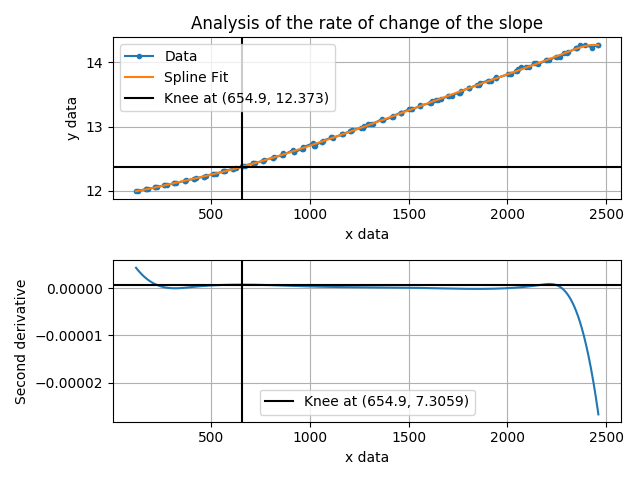 Analysis of the rate of change of the slope
Data
Spline Fit
Knee at (654.9, 12.373)
y data
14
13
12
500
1000
1500
2000
2500
x data
Second derivative
0.00000
−0.00001
−0.00002
Knee at (654.9, 7.3059)
500
1000
1500
2000
2500
x data